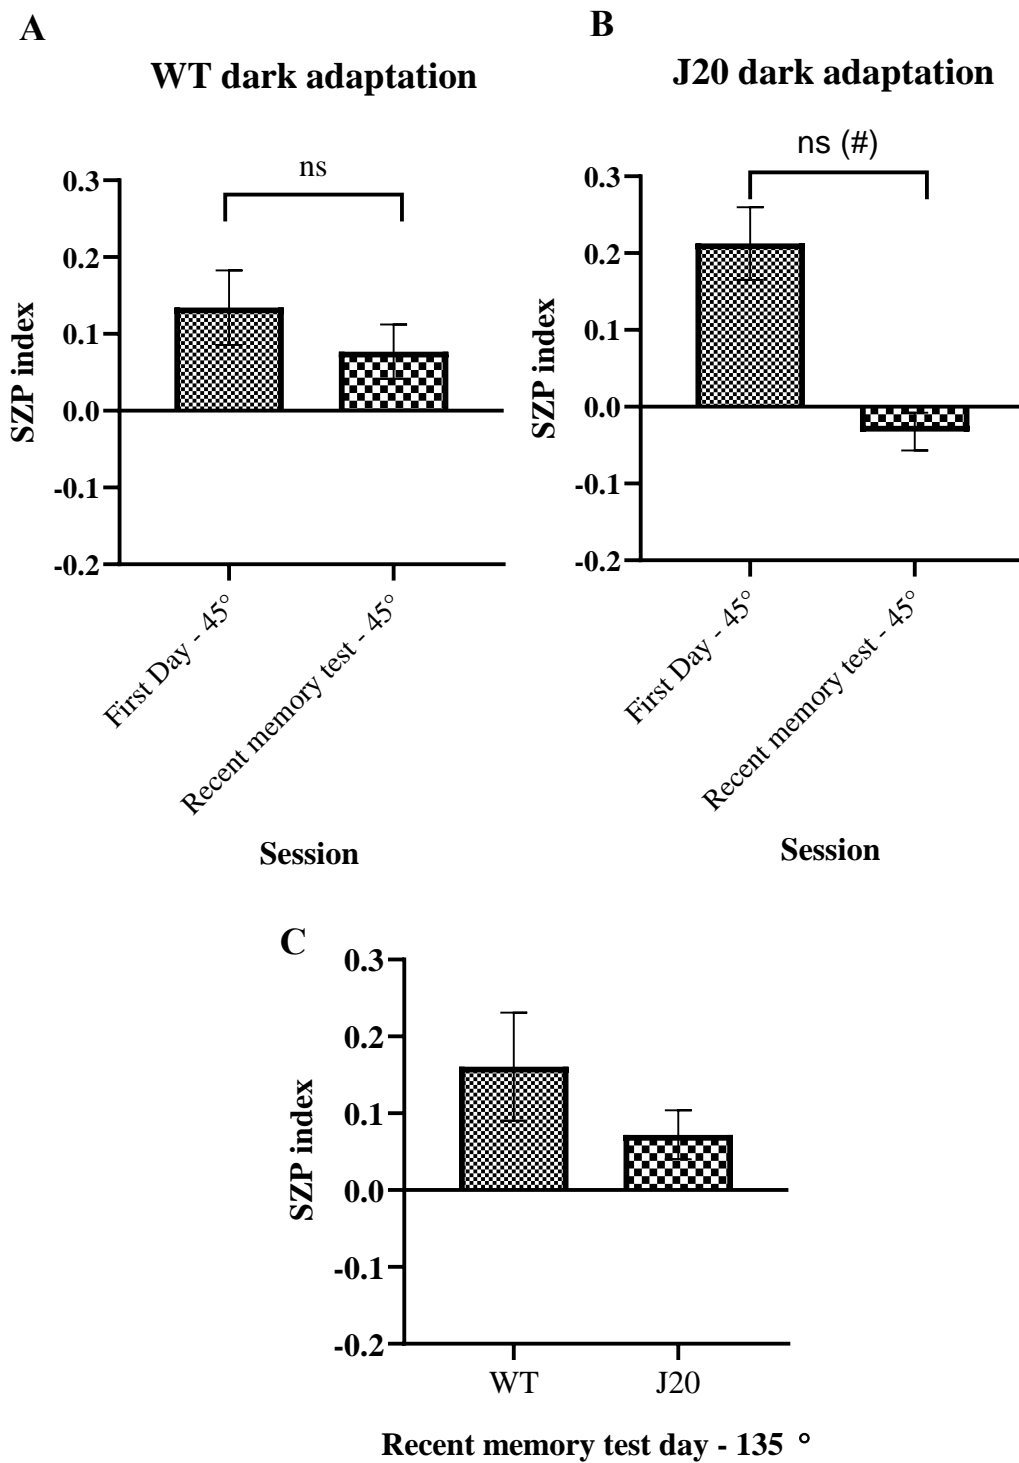 A
WT dark adaptation
ns
0.3
0.2
0.1
0.0
-0.1
-0.2
SZP index
First Day - 45°
Recent memory test - 45°
Session
B
J20 dark adaptation
ns (#)
0.3
0.2
0.1
0.0
-0.1
-0.2
SZP index
First Day - 45°
Recent memory test - 45°
Session
C
0.3
0.2
0.1
0.0
-0.1
-0.2
SZP index
WT
J20
Recent memory test day - 135 °